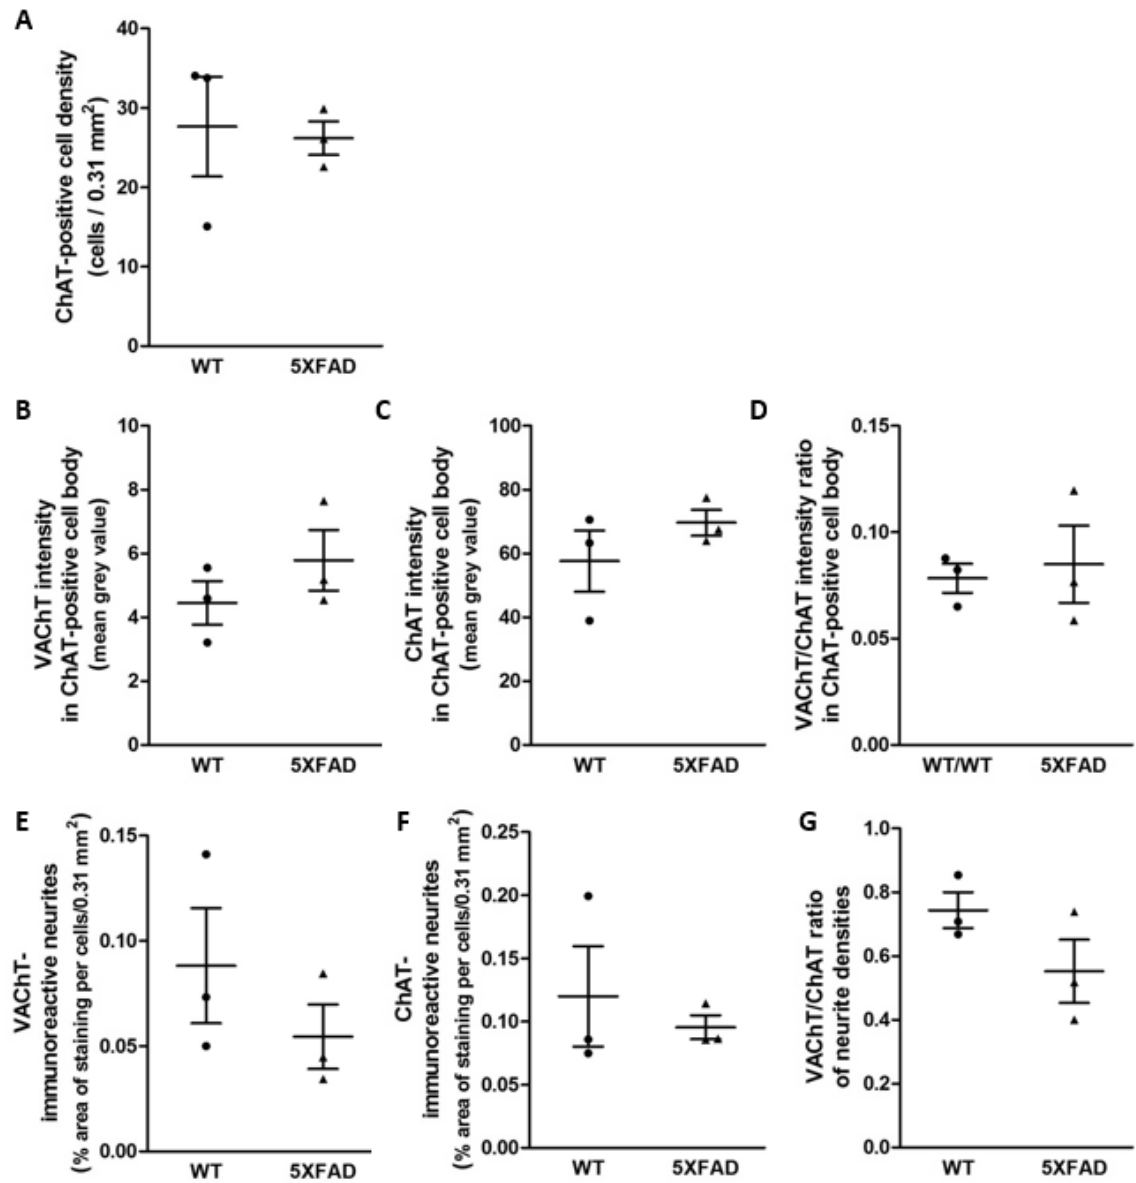 A
ChAT-positive cell density
(cells / 0.31 mm²)
40
30
20
10
0
WT
5XFAD
B
VAChT intensity
in ChAT-positive cell body
(mean grey value)
10
8
6
4
2
0
WT
5XFAD
C
ChAT intensity
in ChAT-positive cell body
(mean grey value)
100
80
60
40
20
0
WT
5XFAD
D
VAChT/ChAT intensity ratio
in ChAT-positive cell body
0.15
0.10
0.05
0.00
WT/WT
5XFAD
E
VAChT-
immunoreactive neurites
(% area of staining per cells/0.31 mm²)
0.15
0.10
0.05
0.00
WT
5XFAD
F
ChAT-
immunoreactive neurites
(% area of staining per cells/0.31 mm²)
0.25
0.20
0.15
0.10
0.05
0.00
WT
5XFAD
G
VAChT/ChAT ratio
of neurite densities
1.0
0.8
0.6
0.4
0.2
0.0
WT
5XFAD